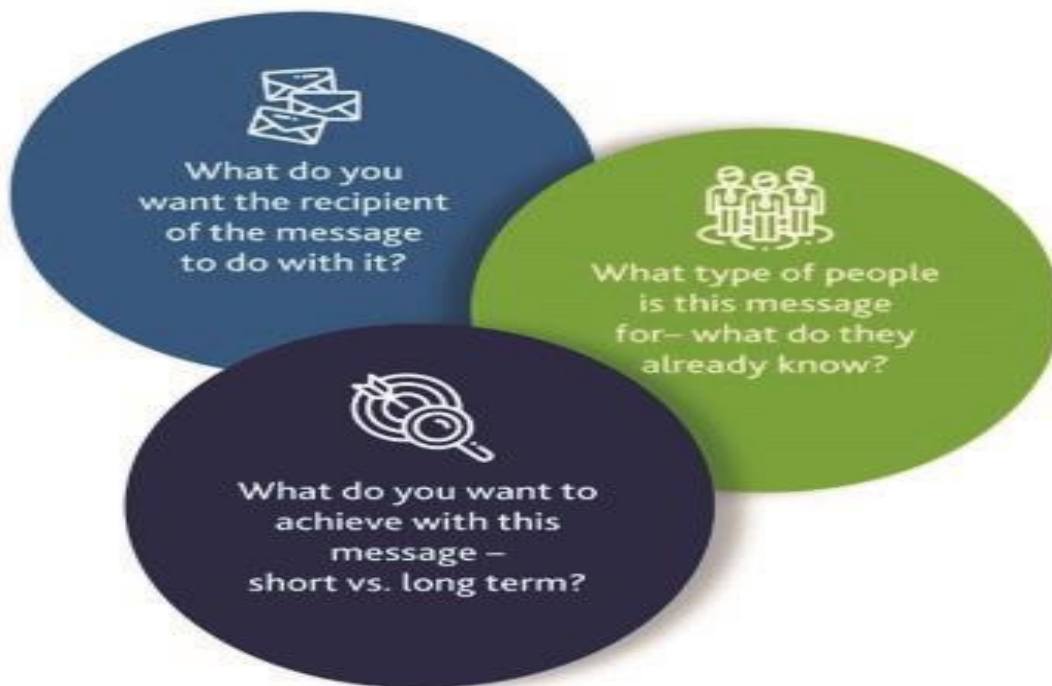 What do you
want the recipient
of the message
to do with it?
What type of people
is this message
for– what do they
already know?
What do you want to
achieve with this
message –
short vs. long term?